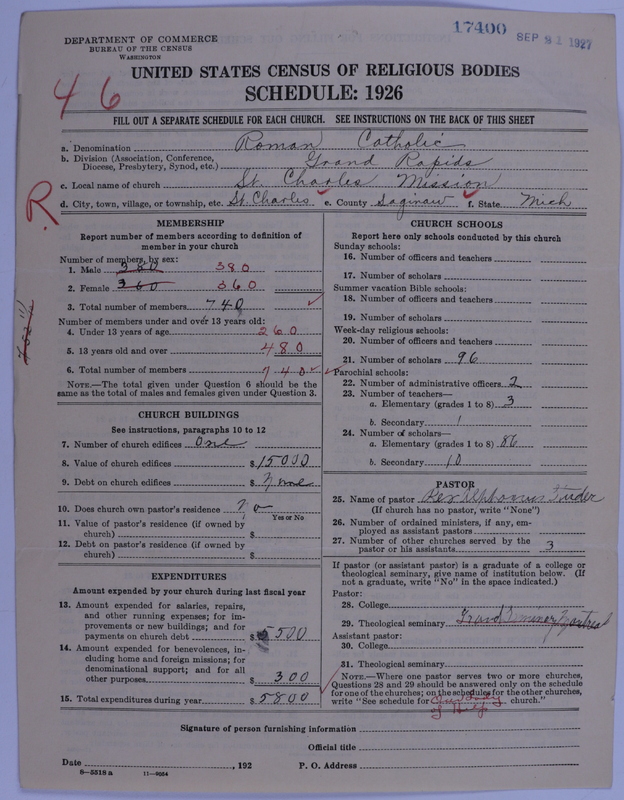 17400
SEP 21 1927
DEPARTMENT OF COMMERCE
BUREAU OF THE CENSUS
WASHINGTON
46
UNITED STATES CENSUS OF RELIGIOUS BODIES
SCHEDULE: 1926
FILL OUT A SEPARATE SCHEDULE FOR EACH CHURCH. SEE INSTRUCTIONS ON THE BACK OF THIS SHEET
a. Denomination Roman Catholic
b. Division (Association, Conference, Diocese, Presbytery, Synod, etc.) Grand Rapids
c. Local name of church St. Charles Mission
R
d. City, town, village, or township, etc. St. Charles e. County Saginaw f. State Mich
MEMBERSHIP
Report number of members according to definition of
member in your church
Number of members, by sex:
1. Male 380 380
2. Female 360 360
3. Total number of members 740
Number of members under and over 13 years old:
4. Under 13 years of age 260
5. 13 years old and over 480
6. Total number of members 740
NOTE.—The total given under Question 6 should be the
same as the total of males and females given under Question 3.
CHURCH BUILDINGS
See instructions, paragraphs 10 to 12
7. Number of church edifices One
8. Value of church edifices $ 15000
9. Debt on church edifices $ None
10. Does church own pastor's residence? No
Yes or No
11. Value of pastor's residence (if owned by
church) $
12. Debt on pastor's residence (if owned by
church) $
EXPENDITURES
Amount expended by your church during last fiscal year
13. Amount expended for salaries, repairs,
and other running expenses; for im-
provements or new buildings; and for
payments on church debt $ 5500
14. Amount expended for benevolences, in-
cluding home and foreign missions; for
denominational support; and for all
other purposes $ 300
15. Total expenditures during year $ 5800
CHURCH SCHOOLS
Report here only schools conducted by this church
Sunday schools:
16. Number of officers and teachers
17. Number of scholars
Summer vacation Bible schools:
18. Number of officers and teachers
19. Number of scholars
Week-day religious schools:
20. Number of officers and teachers
21. Number of scholars 96
Parochial schools:
22. Number of administrative officers 2
23. Number of teachers—
a. Elementary (grades 1 to 8) 3
b. Secondary 1
24. Number of scholars—
a. Elementary (grades 1 to 8) 86
b. Secondary 10
PASTOR
25. Name of pastor Rev Alphonsus
(If church has no pastor, write "None")
26. Number of ordained ministers, if any, em-
ployed as assistant pastors
27. Number of other churches served by the
pastor or his assistants 3
If pastor (or assistant pastor) is a graduate of a college or
theological seminary, give name of institution below. (If
not a graduate, write "No" in the space indicated.)
Pastor:
28. College
29. Theological seminary Grand Seminary Montreal
Assistant pastor:
30. College
31. Theological seminary
NOTE.—Where one pastor serves two or more churches,
Questions 28 and 29 should be answered only on the schedule
for one of the churches; on the schedules for the other churches,
write "See schedule for Our Lady of Help church."
Signature of person furnishing information
Official title
Date , 192 P. O. Address
8—5518 a 11—9054